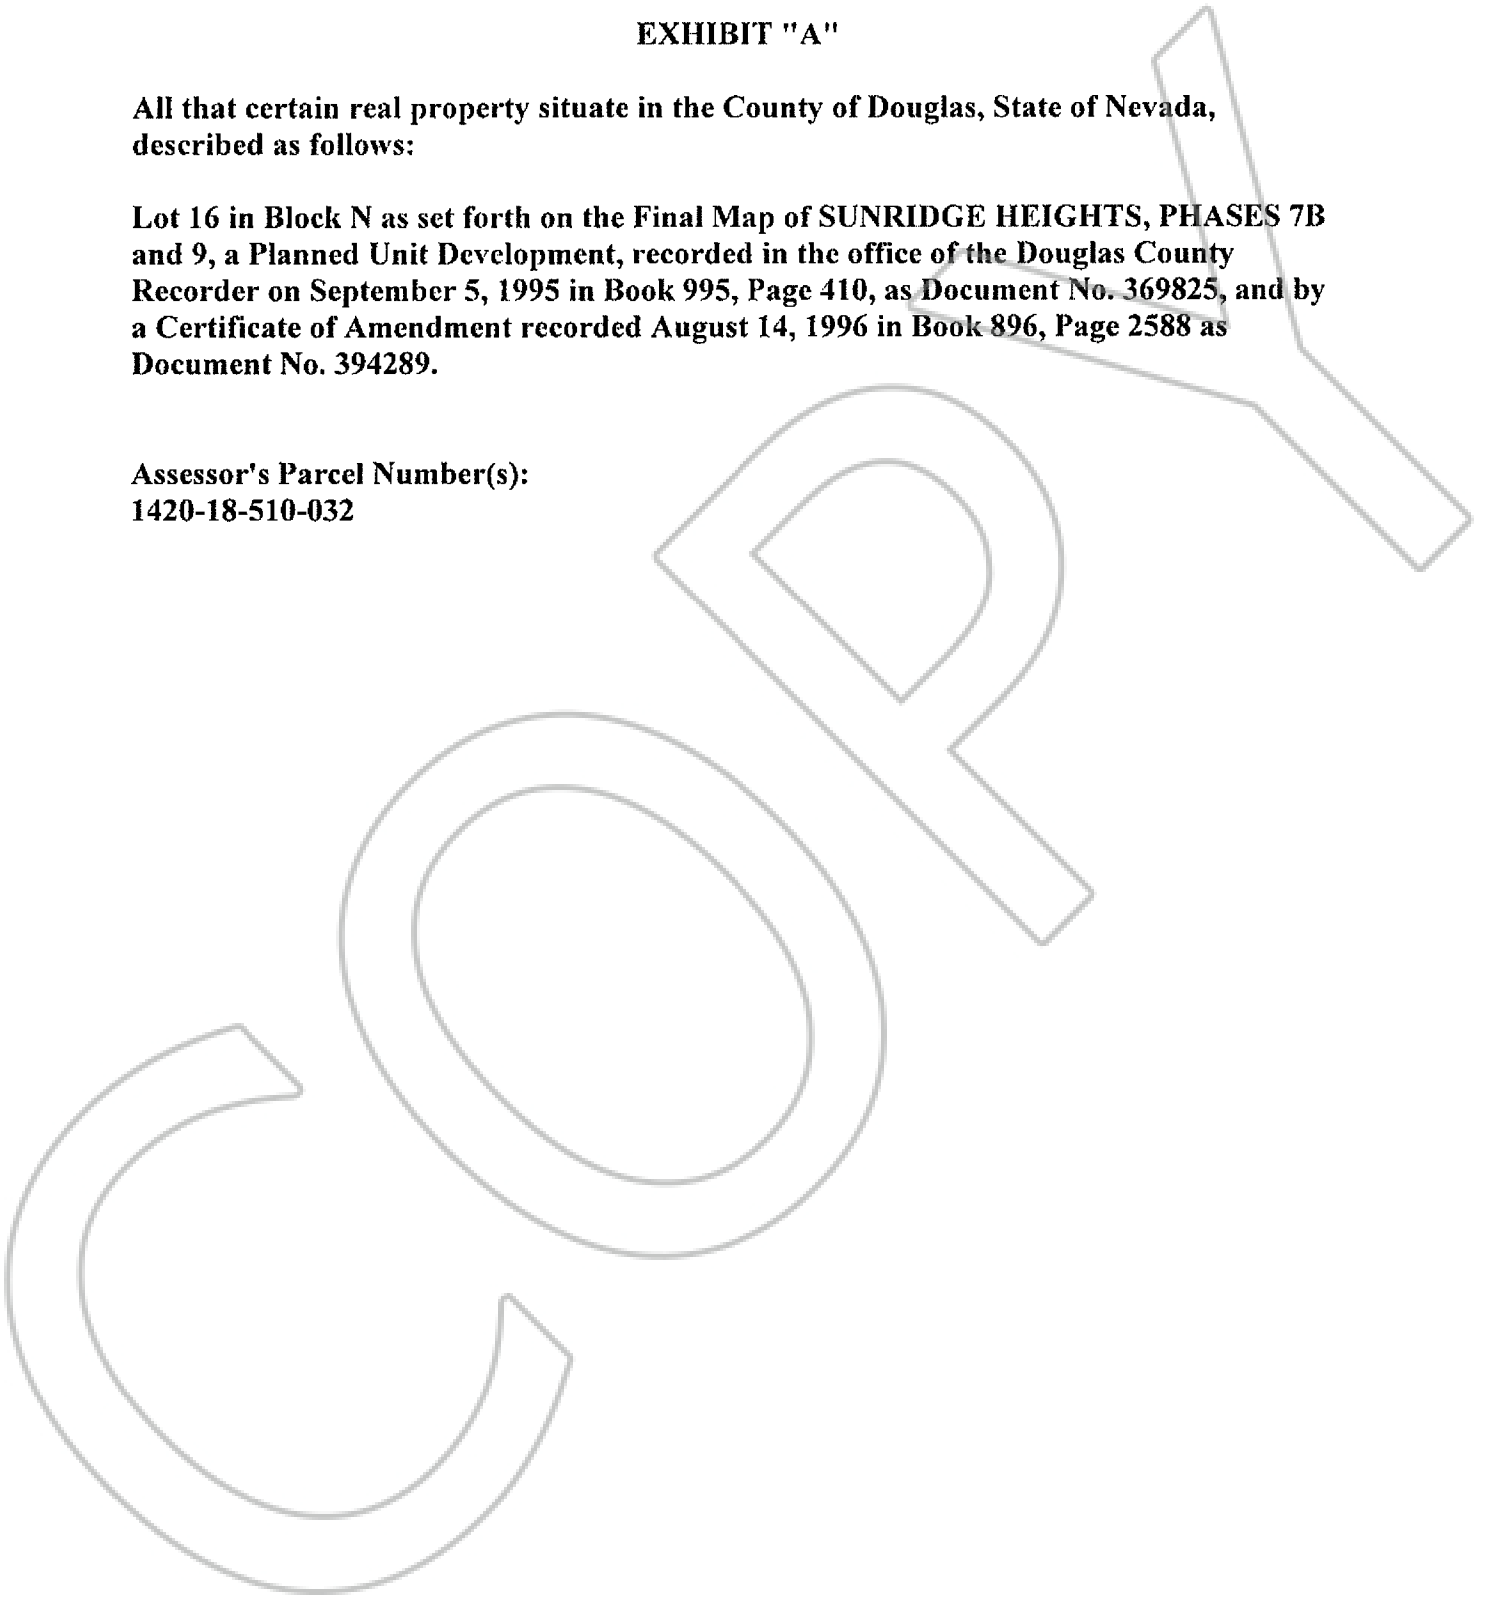 EXHIBIT "A"
All that certain real property situate in the County of Douglas, State of Nevada,
described as follows:
Lot 16 in Block N as set forth on the Final Map of SUNRIDGE HEIGHTS, PHASES 7B
and 9, a Planned Unit Development, recorded in the office of the Douglas County
Recorder on September 5, 1995 in Book 995, Page 410, as Document No. 369825, and by
a Certificate of Amendment recorded August 14, 1996 in Book 896, Page 2588 as
Document No. 394289.
Assessor's Parcel Number(s):
1420-18-510-032
COPY